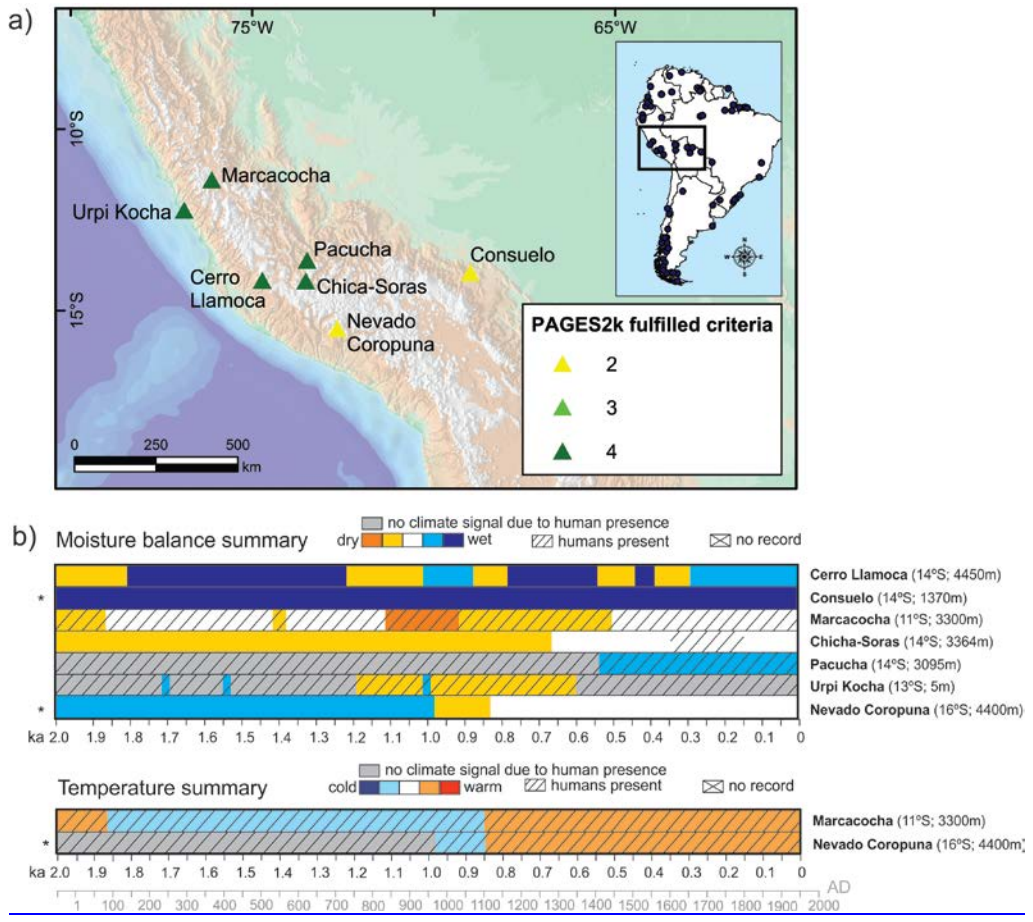 a)
75°W
65°W
10°S
15°S
Marcacocha
Urpi Kocha
Pacucha
Cerro
Llamoca
Chica-Soras
Consuelo
Nevado
Coropuna
N
W
E
S
PAGES2k fulfilled criteria
2
3
4
0 250 500
km
b)
no climate signal due to human presence
Moisture balance summary
dry
wet
humans present
no record
Cerro Llamoca (14ºS; 4450m)
* Consuelo (14ºS; 1370m)
Marcacocha (11ºS; 3300m)
Chicha-Soras (14ºS; 3364m)
Pacucha (14ºS; 3095m)
Urpi Kocha (13ºS; 5m)
* Nevado Coropuna (16ºS; 4400m)
ka 2.0 1.9 1.8 1.7 1.6 1.5 1.4 1.3 1.2 1.1 1.0 0.9 0.8 0.7 0.6 0.5 0.4 0.3 0.2 0.1 0
no climate signal due to human presence
Temperature summary
cold
warm
humans present
no record
Marcacocha (11ºS; 3300m)
* Nevado Coropuna (16ºS; 4400m)
ka 2.0 1.9 1.8 1.7 1.6 1.5 1.4 1.3 1.2 1.1 1.0 0.9 0.8 0.7 0.6 0.5 0.4 0.3 0.2 0.1 0
AD
1 100 200 300 400 500 600 700 800 900 1000 1100 1200 1300 1400 1500 1600 1700 1800 1900 2000